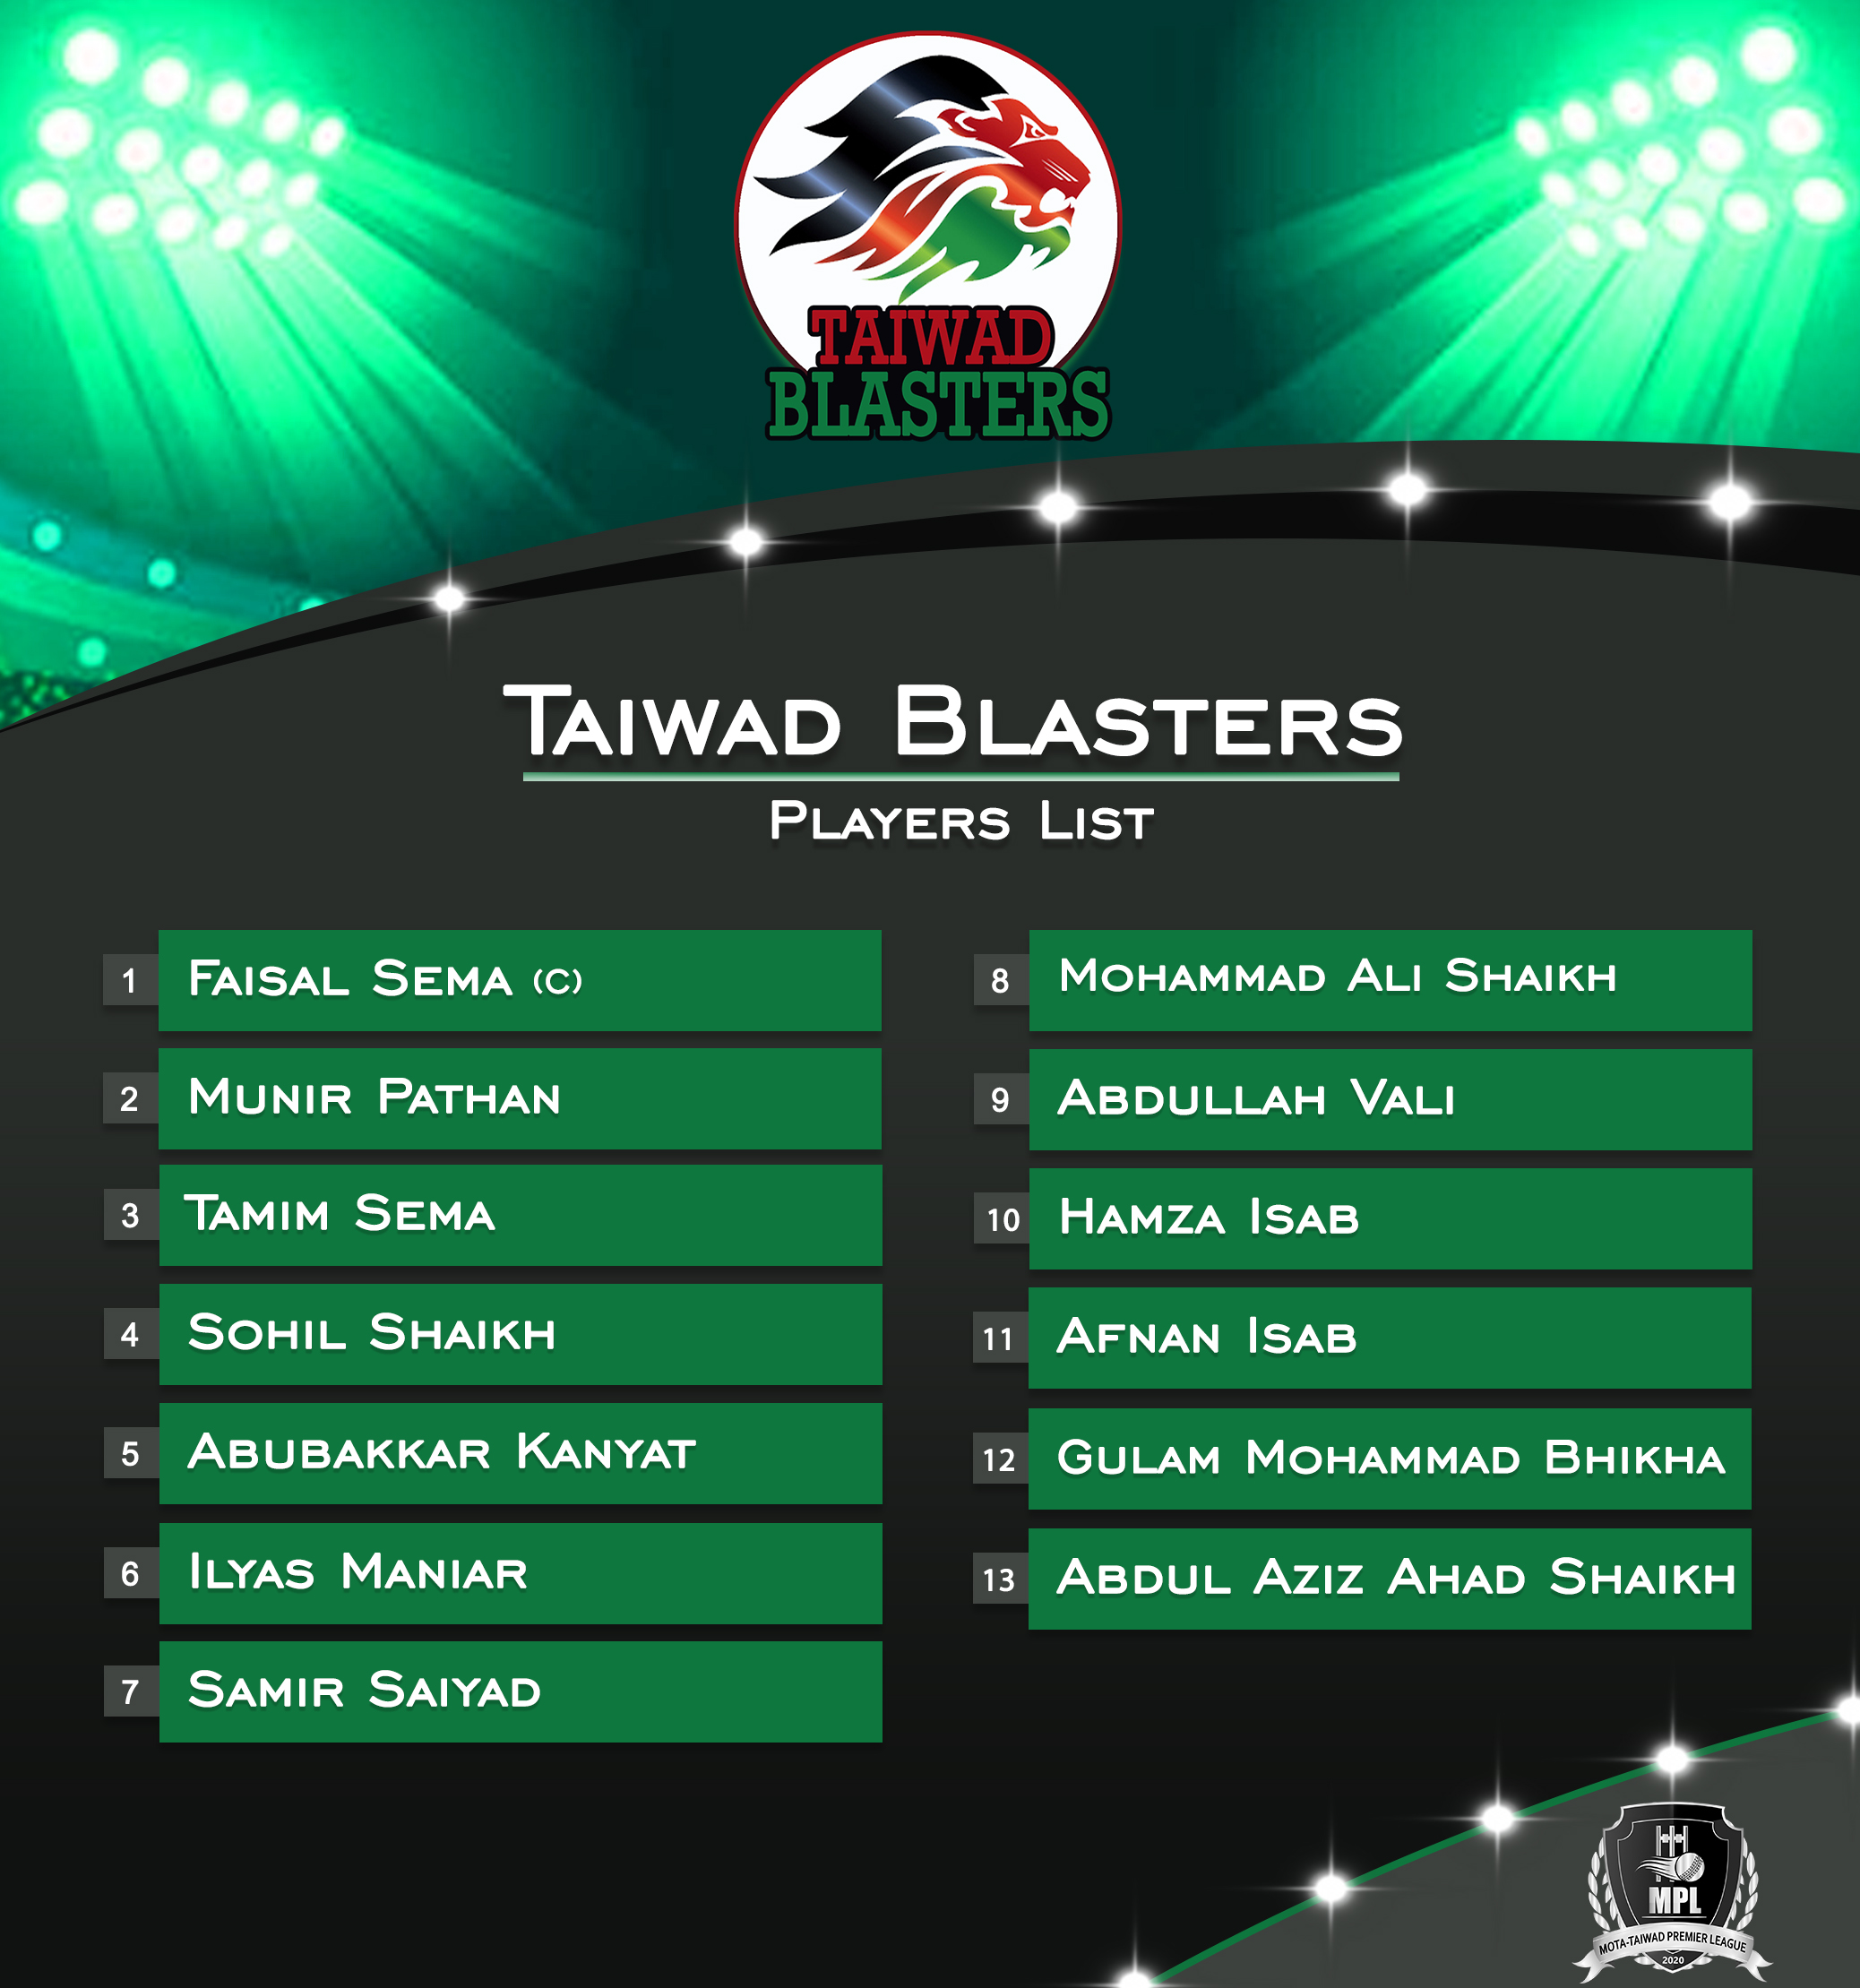 TAIWAD
BLASTERS
Taiwad Blasters
Players List
1 Faisal Sema (C)
2 Munir Pathan
3 Tamim Sema
4 Sohil Shaikh
5 Abubakkar Kanyat
6 Ilyas Maniar
7 Samir Saiyad
8 Mohammad Ali Shaikh
9 Abdullah Vali
10 Hamza Isab
11 Afnan Isab
12 Gulam Mohammad Bhikha
13 Abdul Aziz Ahad Shaikh
MPL
MOTA-TAIWAD PREMIER LEAGUE
2020